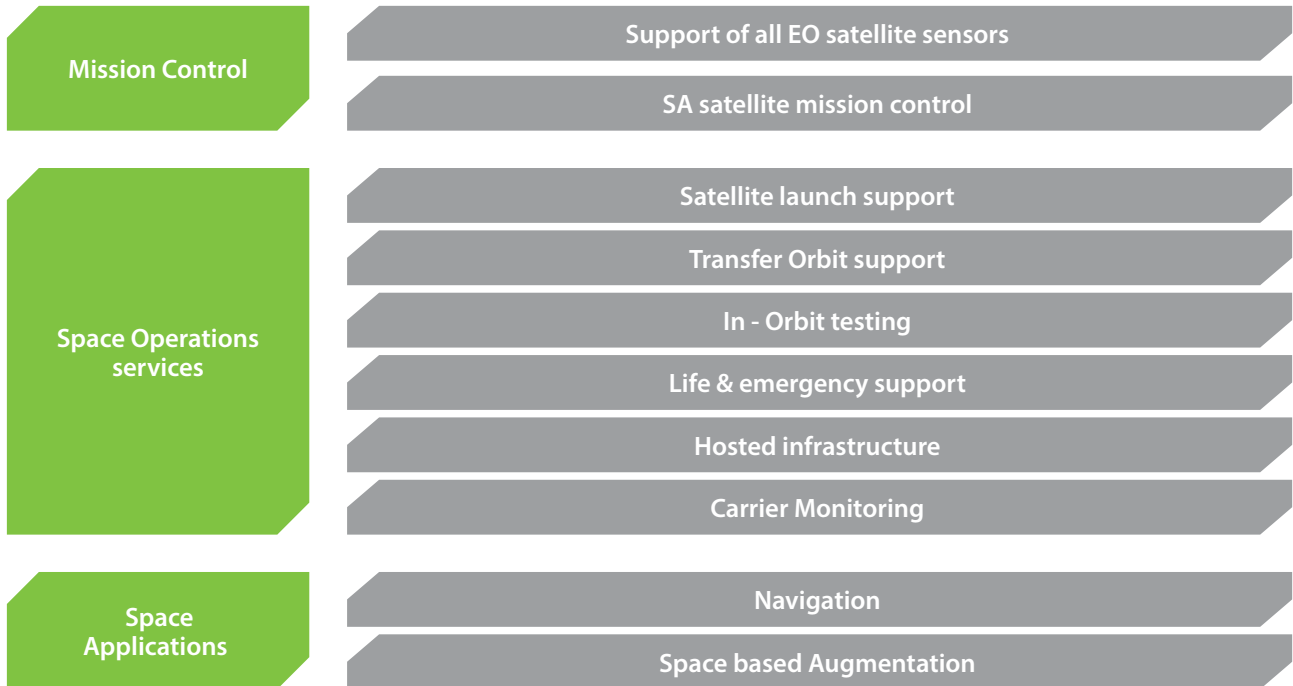 Mission Control
Support of all EO satellite sensors
SA satellite mission control
Space Operations
services
Satellite launch support
Transfer Orbit support
In - Orbit testing
Life & emergency support
Hosted infrastructure
Carrier Monitoring
Space
Applications
Navigation
Space based Augmentation